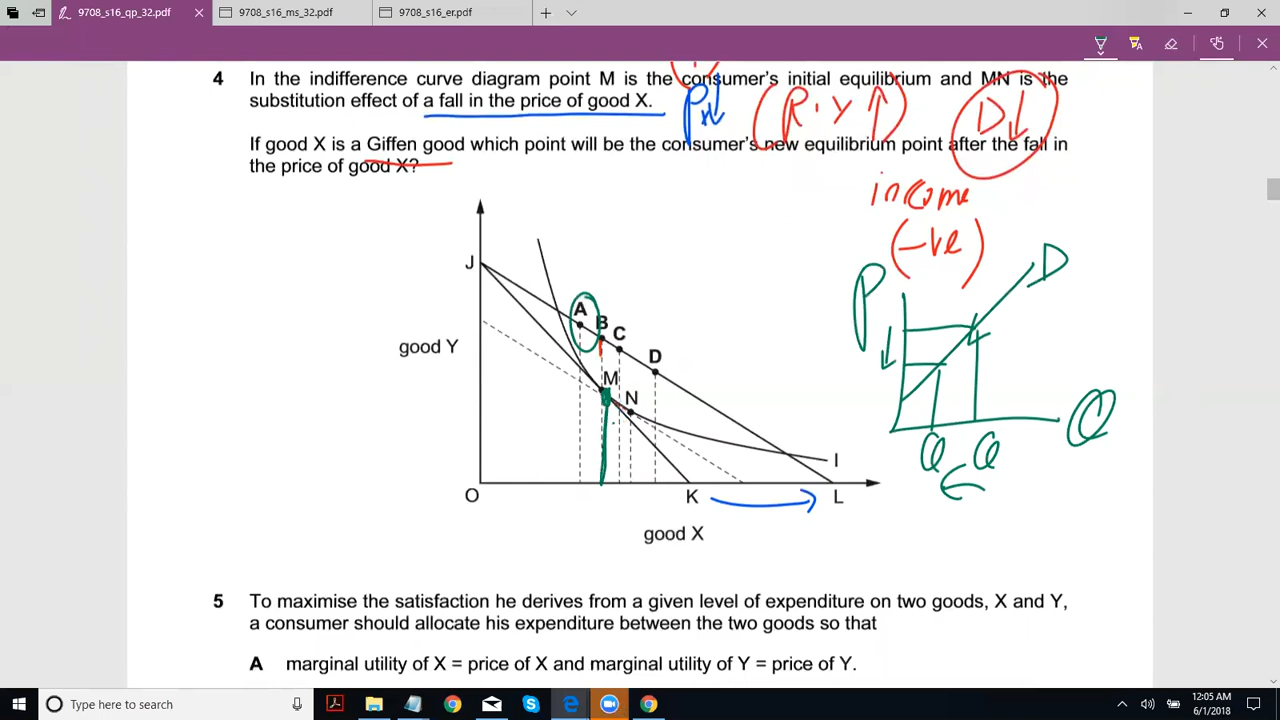 9708_s16_qp_32.pdf
9708_s16_ms_32.pdf
9708_s16_er.pdf
4 In the indifference curve diagram point M is the consumer's initial equilibrium and MN is the
substitution effect of a fall in the price of good X.
Px↓ (R.Y↑) D↓
If good X is a Giffen good which point will be the consumer's new equilibrium point after the fall in
the price of good X?
income
(-ve)
J
A
B
C
D
good Y
M
N
I
O
K
L
good X
P↓
D
Q Q
Q
5 To maximise the satisfaction he derives from a given level of expenditure on two goods, X and Y,
a consumer should allocate his expenditure between the two goods so that
A marginal utility of X = price of X and marginal utility of Y = price of Y.
Type here to search
12:05 AM
6/1/2018